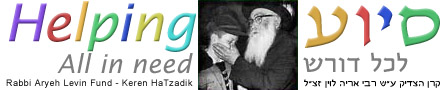 Helping
All in need
Rabbi Aryeh Levin Fund - Keren HaTzadik
סיוע
לכל דורש
קרן הצדיק ע״ש רבי אריה לוין זצ״ל